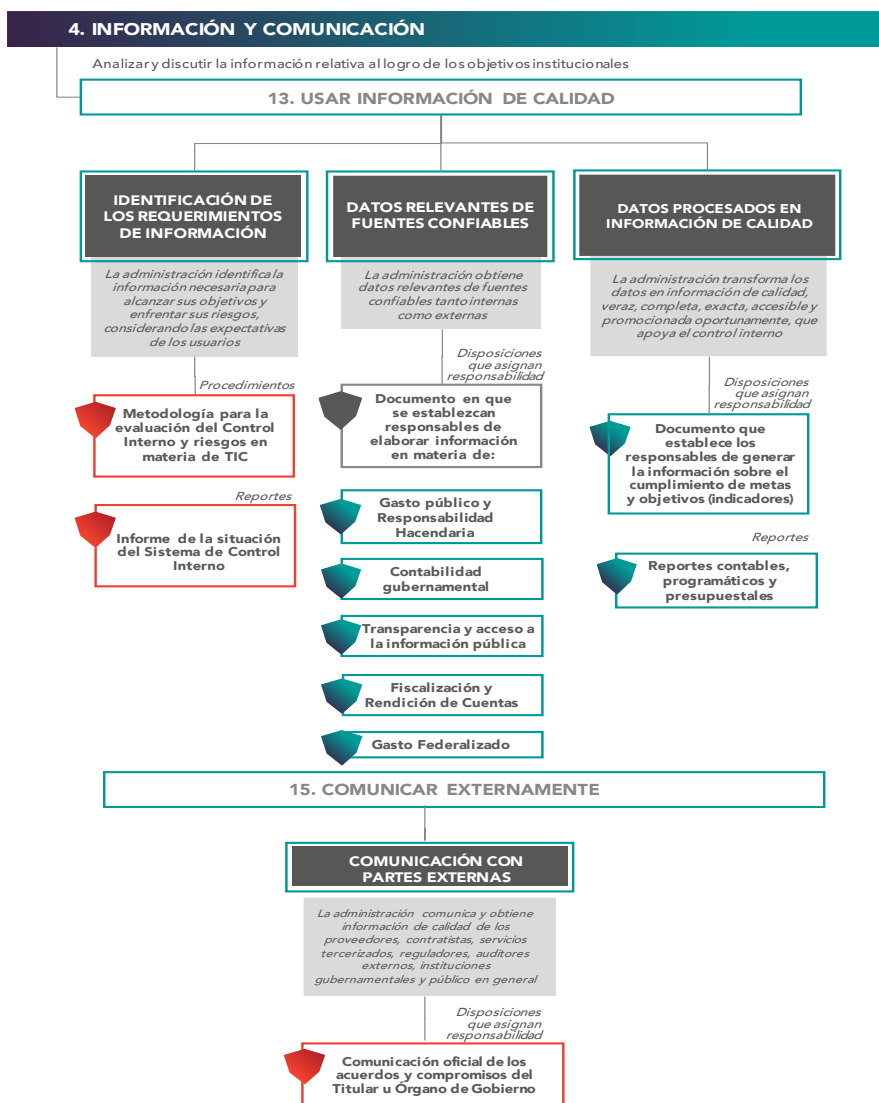 4. INFORMACIÓN Y COMUNICACIÓN
Analizar y discutir la información relativa al logro de los objetivos institucionales
13. USAR INFORMACIÓN DE CALIDAD
IDENTIFICACIÓN DE
LOS REQUERIMIENTOS
DE INFORMACIÓN
La administración identifica la
información necesaria para
alcanzar sus objetivos y
enfrentar sus riesgos,
considerando las expectativas
de los usuarios
Procedimientos
Metodología para la
evaluación del Control
Interno y riesgos en
materia de TIC
Reportes
Informe de la situación
del Sistema de Control
Interno
DATOS RELEVANTES DE
FUENTES CONFIABLES
La administración obtiene
datos relevantes de fuentes
confiables tanto internas
como externas
Disposiciones
que asignan
responsabilidad
Documento en que
se establezcan
responsables de
elaborar información
en materia de:
Gasto público y
Responsabilidad
Hacendaria
Contabilidad
gubernamental
Transparencia y acceso a
la información pública
Fiscalización y
Rendición de Cuentas
Gasto Federalizado
DATOS PROCESADOS EN
INFORMACIÓN DE CALIDAD
La administración transforma los
datos en información de calidad,
veraz, completa, exacta, accesible y
promocionada oportunamente, que
apoya el control interno
Disposiciones
que asignan
responsabilidad
Documento que
establece los
responsables de generar
la información sobre el
cumplimiento de metas
y objetivos (indicadores)
Reportes
Reportes contables,
programáticos y
presupuestales
15. COMUNICAR EXTERNAMENTE
COMUNICACIÓN CON
PARTES EXTERNAS
La administración comunica y obtiene
información de calidad de los
proveedores, contratistas, servicios
tercerizados, reguladores, auditores
externos, instituciones
gubernamentales y público en general
Disposiciones
que asignan
responsabilidad
Comunicación oficial de los
acuerdos y compromisos del
Titular u Órgano de Gobierno